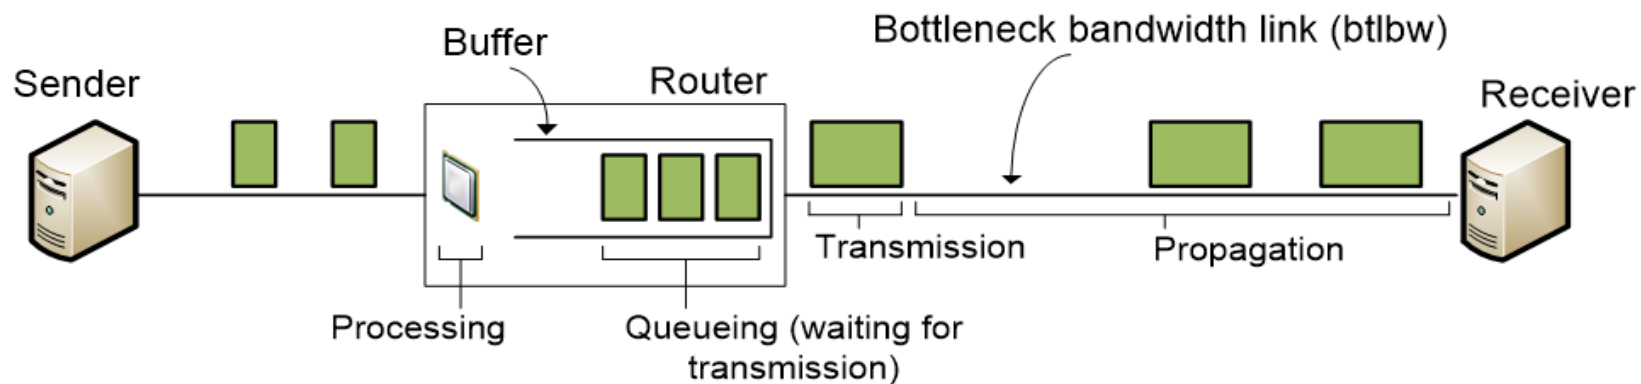 Bottleneck bandwidth link (btlbw)
Buffer
Router
Sender
Receiver
Transmission
Propagation
Processing
Queueing (waiting for
transmission)